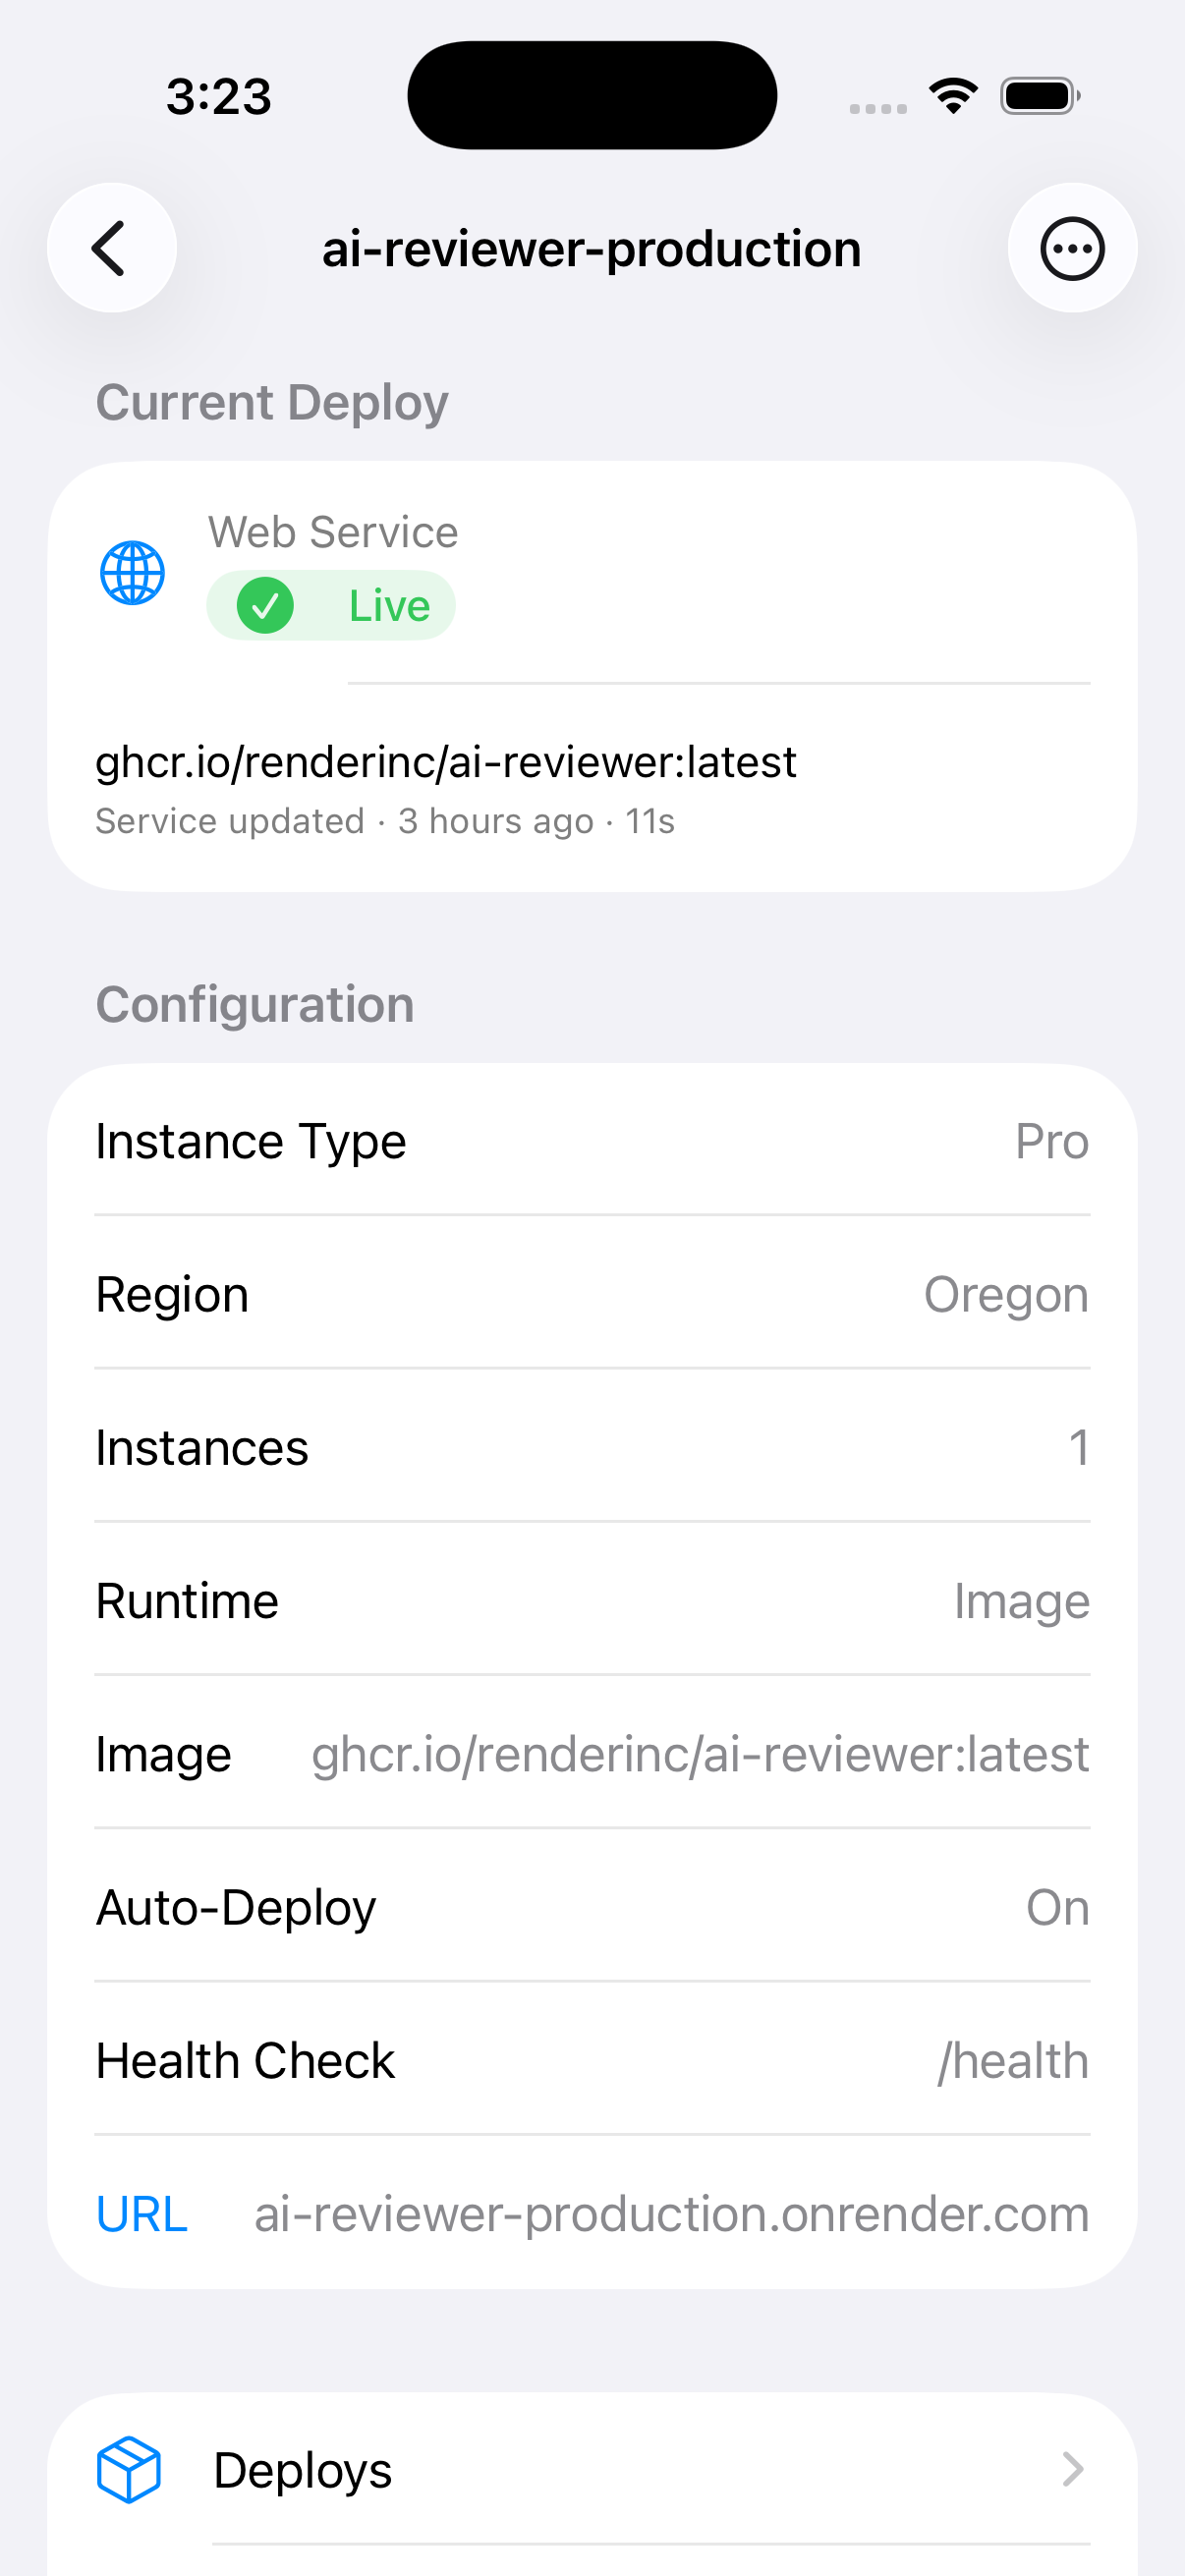 3:23
ai-reviewer-production
Current Deploy
Web Service
Live
ghcr.io/renderinc/ai-reviewer:latest
Service updated · 3 hours ago · 11s
Configuration
Instance Type Pro
Region Oregon
Instances 1
Runtime Image
Image ghcr.io/renderinc/ai-reviewer:latest
Auto-Deploy On
Health Check /health
URL ai-reviewer-production.onrender.com
Deploys